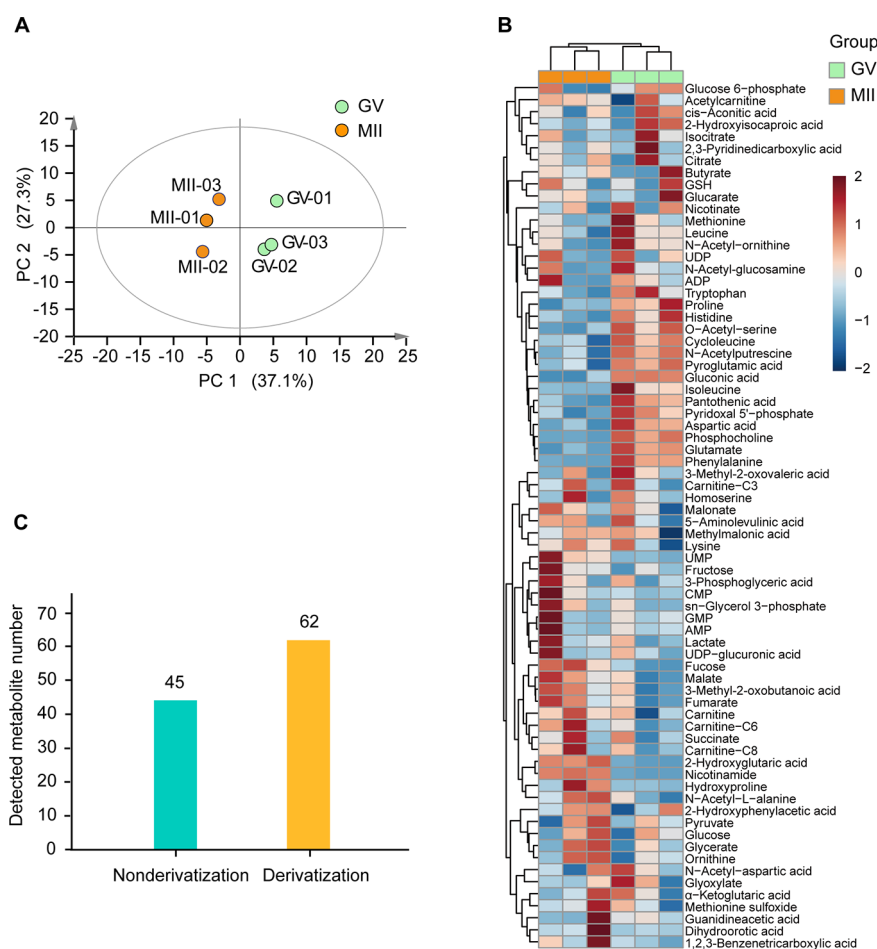 A
GV
MII
20
15
10
5
0
-5
-10
-15
-20
PC 2 (27.3%)
MII-03
MII-01
MII-02
GV-01
GV-03
GV-02
-25 -20 -15 -10 -5 0 5 10 15 20 25
PC 1 (37.1%)
B
Group
GV
MII
2
1
0
−1
−2
Glucose 6−phosphate
Acetylcarnitine
cis−Aconitic acid
2−Hydroxyisocaproic acid
Isocitrate
2,3−Pyridinedicarboxylic acid
Citrate
Butyrate
GSH
Glucarate
Nicotinate
Methionine
Leucine
N−Acetyl−ornithine
UDP
N−Acetyl−glucosamine
ADP
Tryptophan
Proline
Histidine
O−Acetyl−serine
Cycloleucine
N−Acetylputrescine
Pyroglutamic acid
Gluconic acid
Isoleucine
Pantothenic acid
Pyridoxal 5'−phosphate
Aspartic acid
Phosphocholine
Glutamate
Phenylalanine
3−Methyl−2−oxovaleric acid
Carnitine−C3
Homoserine
Malonate
5−Aminolevulinic acid
Methylmalonic acid
Lysine
UMP
Fructose
3−Phosphoglyceric acid
CMP
sn−Glycerol 3−phosphate
GMP
AMP
Lactate
UDP−glucuronic acid
Fucose
Malate
3−Methyl−2−oxobutanoic acid
Fumarate
Carnitine
Carnitine−C6
Succinate
Carnitine−C8
2−Hydroxyglutaric acid
Nicotinamide
Hydroxyproline
N−Acetyl−L−alanine
2−Hydroxyphenylacetic acid
Pyruvate
Glucose
Glycerate
Ornithine
N−Acetyl−aspartic acid
Glyoxylate
α−Ketoglutaric acid
Methionine sulfoxide
Guanidineacetic acid
Dihydroorotic acid
1,2,3−Benzenetricarboxylic acid
C
Detected metabolite number
70
60
50
40
30
20
10
0
45
62
Nonderivatization
Derivatization